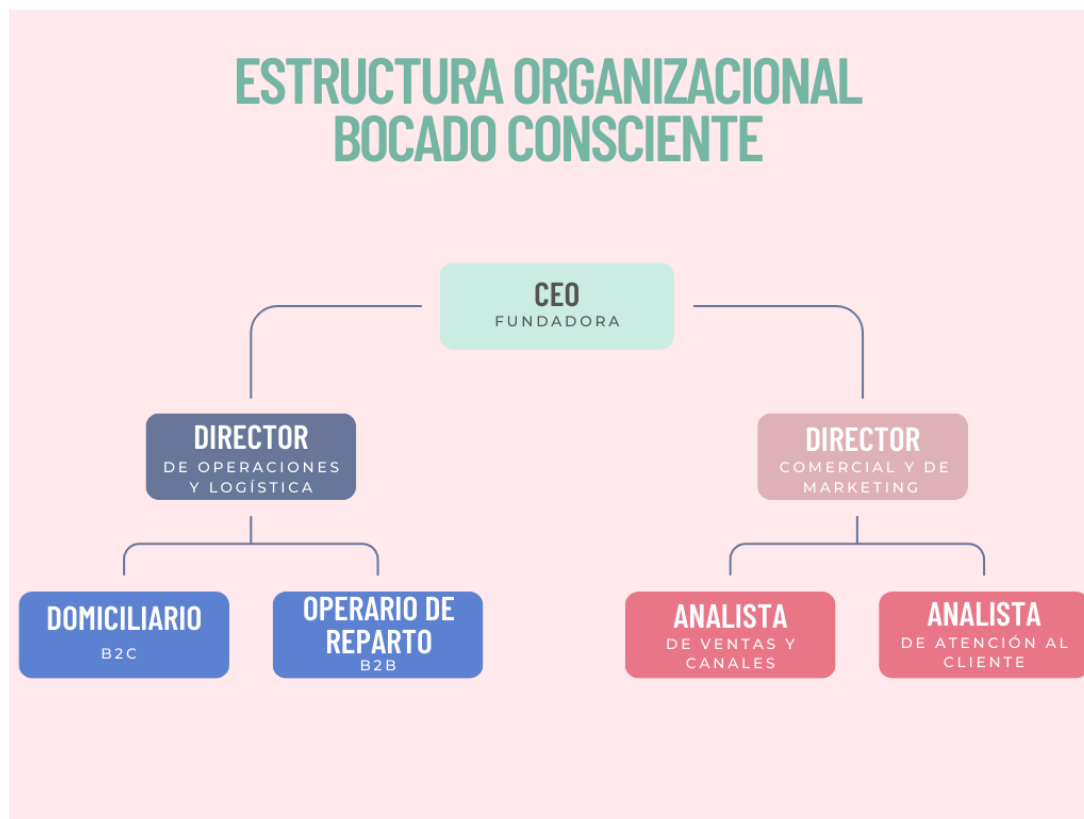 ESTRUCTURA ORGANIZACIONAL
BOCADO CONSCIENTE
CEO
FUNDADORA
DIRECTOR
DE OPERACIONES
Y LOGÍSTICA
DIRECTOR
COMERCIAL Y DE
MARKETING
DOMICILIARIO
B2C
OPERARIO DE
REPARTO
B2B
ANALISTA
DE VENTAS Y
CANALES
ANALISTA
DE ATENCIÓN AL
CLIENTE